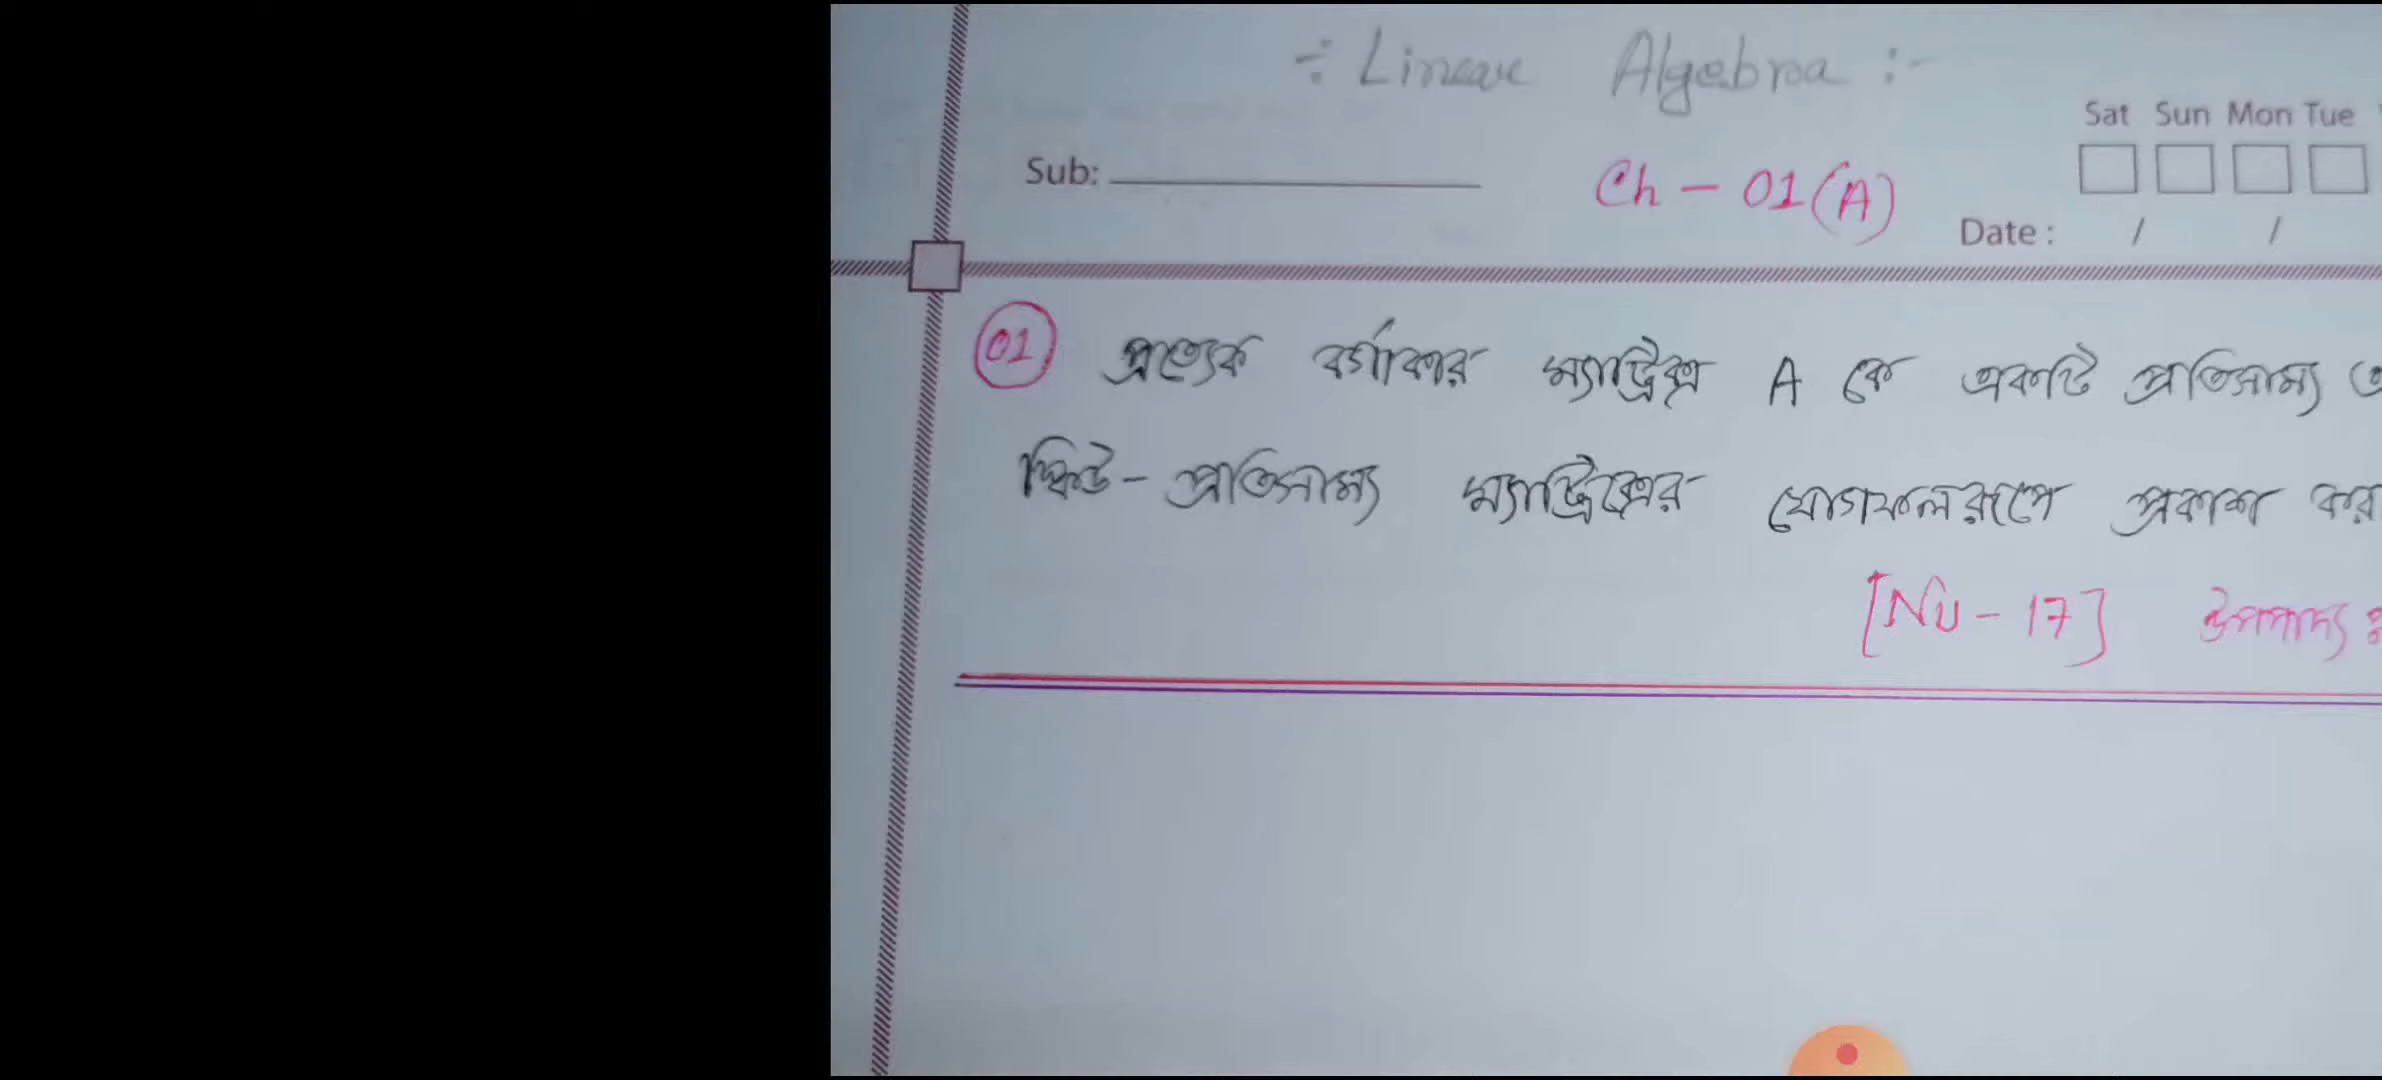 ÷ Linear Algebra :-
Sat Sun Mon Tue
Sub: Ch - 01(A)
Date : / /
01 প্রত্যেক বর্গাকার ম্যাট্রিক্স A কে একটি প্রতিসাম্য
স্কিউ - প্রতিসাম্য ম্যাট্রিক্সের যোগফলরূপে প্রকাশ কর
[NU - 17] উপপাদ্য :